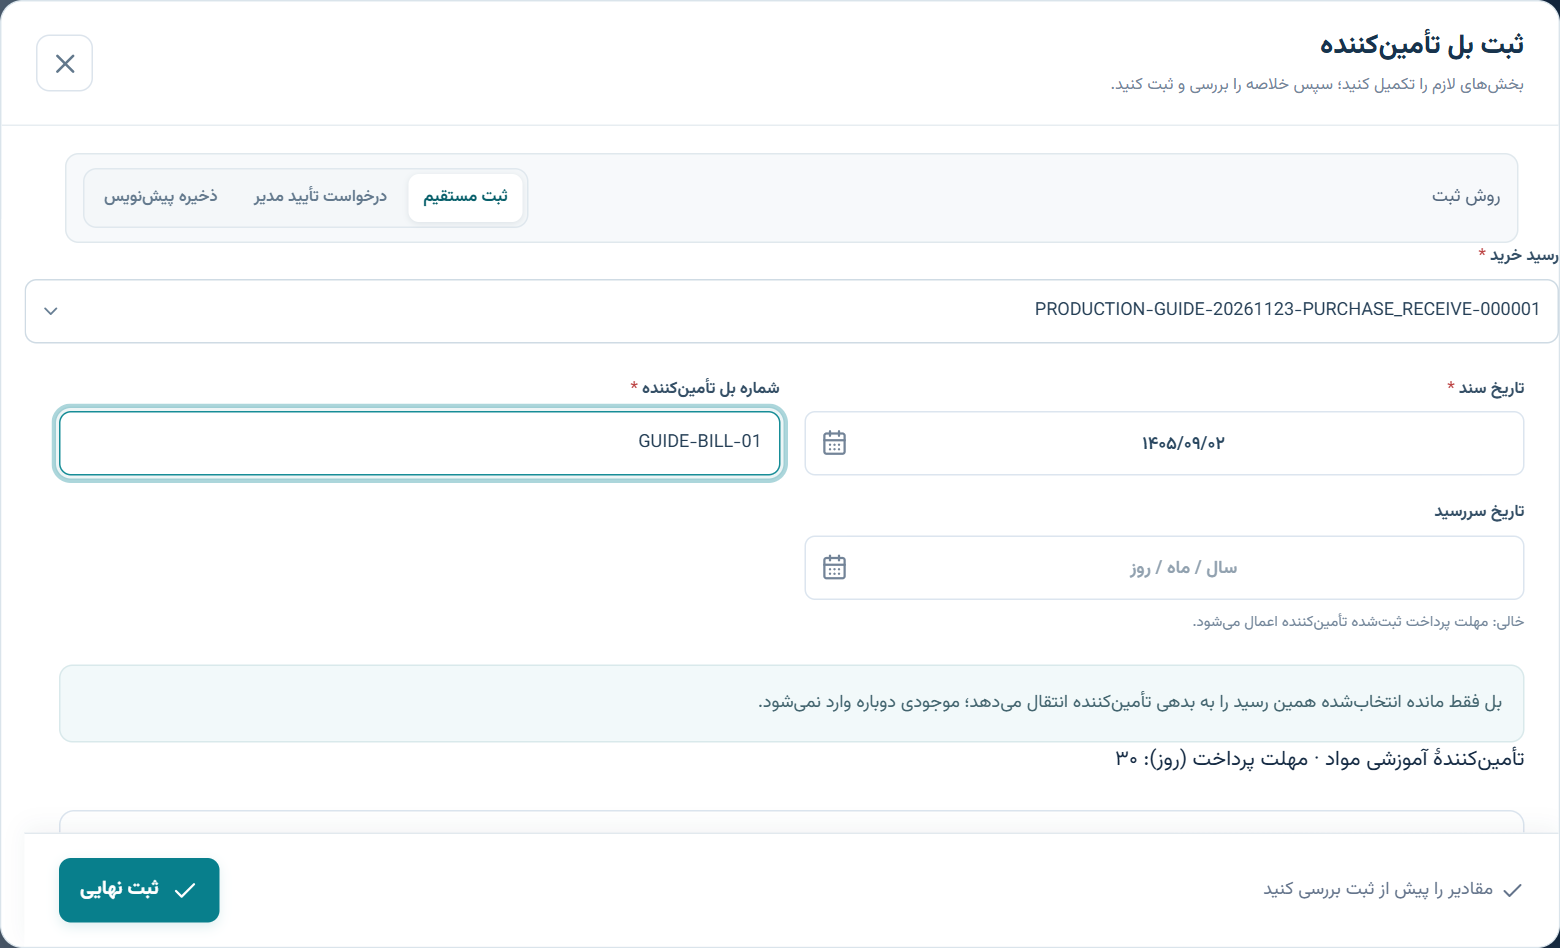 ثبت بل تأمین‌کننده
بخش‌های لازم را تکمیل کنید؛ سپس خلاصه را بررسی و ثبت کنید.
روش ثبت
ثبت مستقیم
درخواست تأیید مدیر
ذخیره پیش‌نویس
رسید خرید *
PRODUCTION-GUIDE-20261123-PURCHASE_RECEIVE-000001
تاریخ سند *
۱۴۰۵/۰۹/۰۲
شماره بل تأمین‌کننده *
GUIDE-BILL-01
تاریخ سررسید
سال / ماه / روز
خالی: مهلت پرداخت ثبت‌شده تأمین‌کننده اعمال می‌شود.
بل فقط مانده انتخاب‌شده همین رسید را به بدهی تأمین‌کننده انتقال می‌دهد؛ موجودی دوباره وارد نمی‌شود.
تأمین‌کنندهٔ آموزشی مواد · مهلت پرداخت (روز): ۳۰
مقادیر را پیش از ثبت بررسی کنید
ثبت نهایی